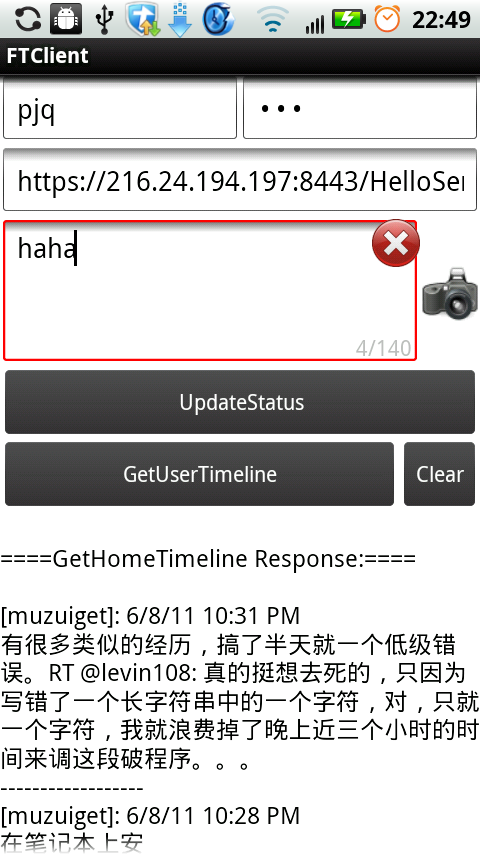 22:49
FTClient
pjq
•••
https://216.24.194.197:8443/HelloSer
haha
4/140
UpdateStatus
GetUserTimeline
Clear
====GetHomeTimeline Response:====
[muzuiget]: 6/8/11 10:31 PM
有很多类似的经历，搞了半天就一个低级错
误。RT @levin108: 真的挺想去死的，只因为
写错了一个长字符串中的一个字符，对，只就
一个字符，我就浪费掉了晚上近三个小时的时
间来调这段破程序。。。
------------------
[muzuiget]: 6/8/11 10:28 PM
在笔记本上安